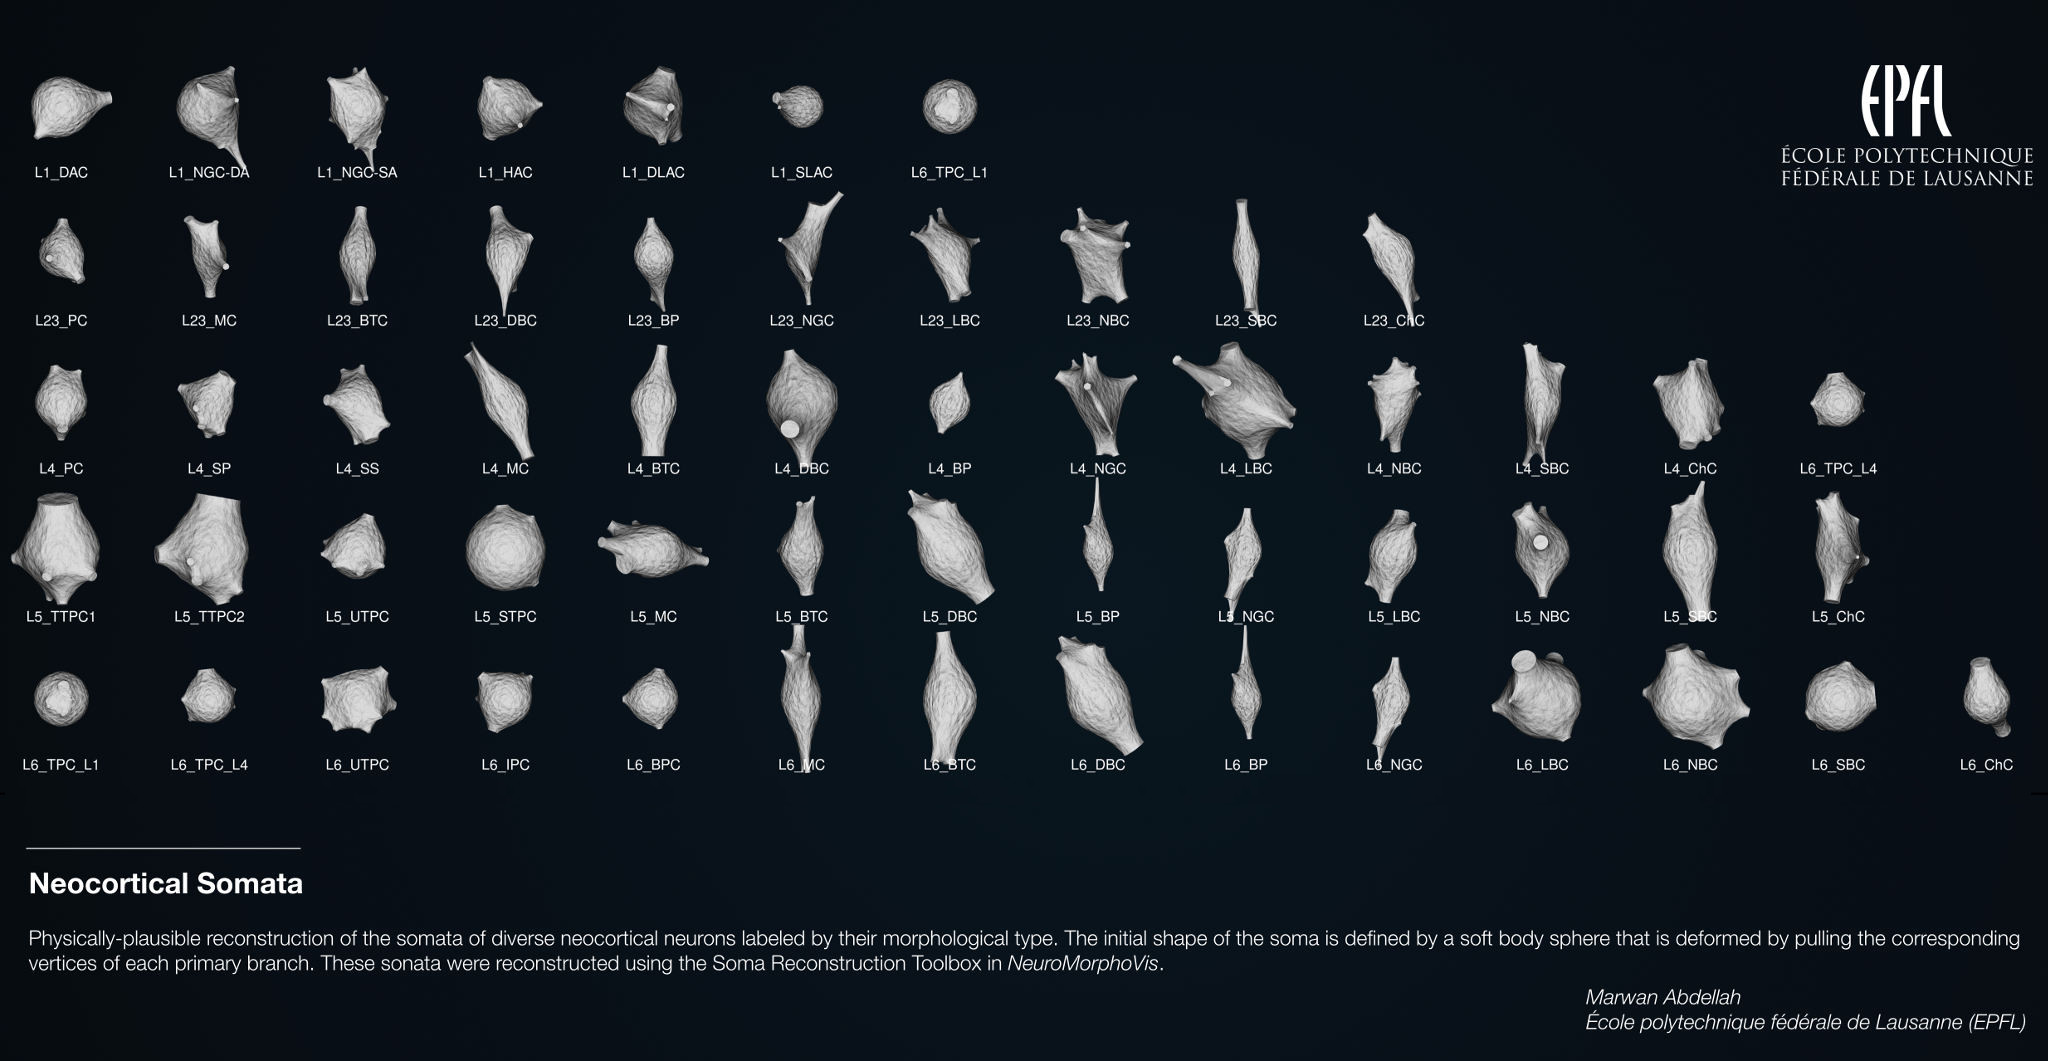 EPFL
ÉCOLE POLYTECHNIQUE
FÉDÉRALE DE LAUSANNE
L1_DAC L1_NGC-DA L1_NGC-SA L1_HAC L1_DLAC L1_SLAC L6_TPC_L1
L23_PC L23_MC L23_BTC L23_DBC L23_BP L23_NGC L23_LBC L23_NBC L23_SBC L23_ChC
L4_PC L4_SP L4_SS L4_MC L4_BTC L4_DBC L4_BP L4_NGC L4_LBC L4_NBC L4_SBC L4_ChC L6_TPC_L4
L5_TTPC1 L5_TTPC2 L5_UTPC L5_STPC L5_MC L5_BTC L5_DBC L5_BP L5_NGC L5_LBC L5_NBC L5_SBC L5_ChC
L6_TPC_L1 L6_TPC_L4 L6_UTPC L6_IPC L6_BPC L6_MC L6_BTC L6_DBC L6_BP L6_NGC L6_LBC L6_NBC L6_SBC L6_ChC
Neocortical Somata
Physically-plausible reconstruction of the somata of diverse neocortical neurons labeled by their morphological type. The initial shape of the soma is defined by a soft body sphere that is deformed by pulling the corresponding
vertices of each primary branch. These sonata were reconstructed using the Soma Reconstruction Toolbox in NeuroMorphoVis.
Marwan Abdellah
École polytechnique fédérale de Lausanne (EPFL)